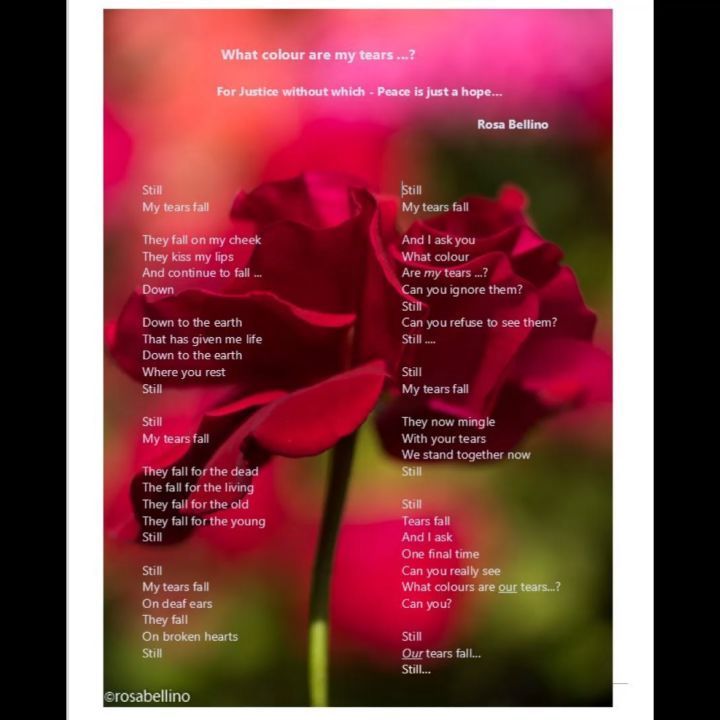 What colour are my tears ...?
For Justice without which - Peace is just a hope...
Rosa Bellino
Still
My tears fall
They fall on my cheek
They kiss my lips
And continue to fall ...
Down
Down to the earth
That has given me life
Down to the earth
Where you rest
Still
Still
My tears fall
They fall for the dead
The fall for the living
They fall for the old
They fall for the young
Still
Still
My tears fall
On deaf ears
They fall
On broken hearts
Still
Still
My tears fall
And I ask you
What colour
Are my tears ...?
Can you ignore them?
Still
Can you refuse to see them?
Still ....
Still
My tears fall
They now mingle
With your tears
We stand together now
Still
Still
Tears fall
And I ask
One final time
Can you really see
What colours are our tears...?
Can you?
Still
Our tears fall...
Still...
©rosabellino